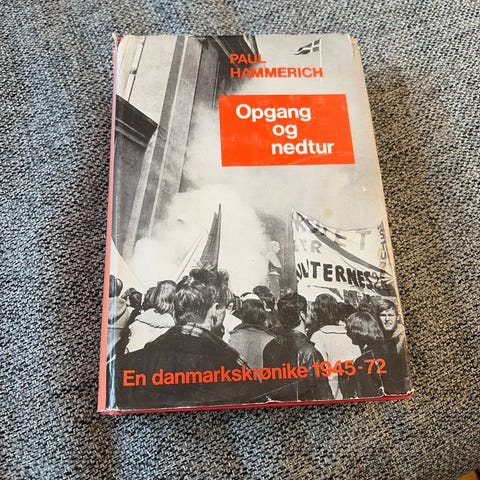 PAUL
HAMMERICH
Opgang
og
nedtur
En danmarkskrønike 1945-72